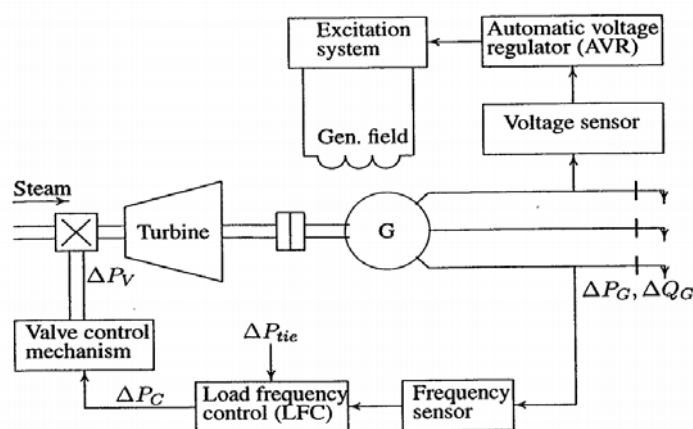 Excitation
system
Automatic voltage
regulator (AVR)
Gen. field
Voltage sensor
Steam
Turbine
G
ΔP_V
ΔP_G, ΔQ_G
Valve control
mechanism
ΔP_tie
ΔP_C
Load frequency
control (LFC)
Frequency
sensor